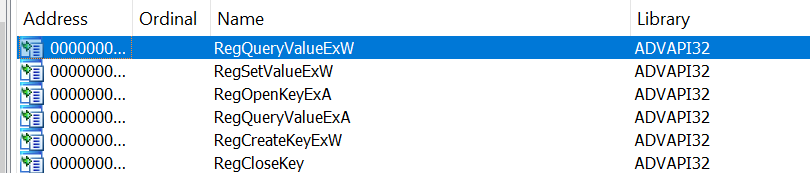 Address Ordinal Name Library
0000000... RegQueryValueExW ADVAPI32
0000000... RegSetValueExW ADVAPI32
0000000... RegOpenKeyExA ADVAPI32
0000000... RegQueryValueExA ADVAPI32
0000000... RegCreateKeyExW ADVAPI32
0000000... RegCloseKey ADVAPI32